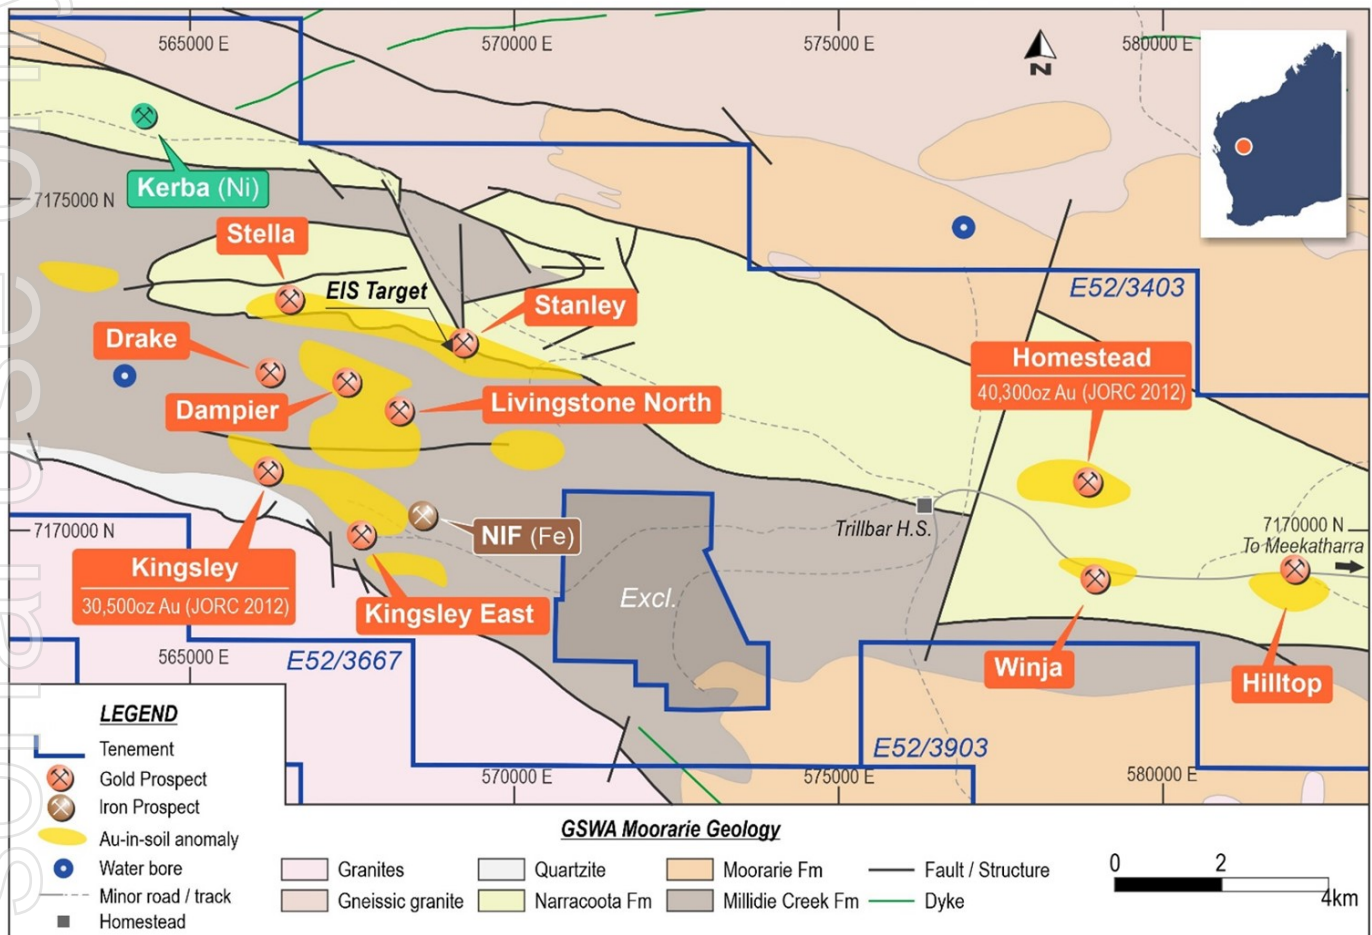 565000 E
570000 E
575000 E
580000 E
N
Kerba (Ni)
7175000 N
Stella
EIS Target
Stanley
E52/3403
Drake
Homestead
40,300oz Au (JORC 2012)
Dampier
Livingstone North
7170000 N
NIF (Fe)
Trillbar H.S.
7170000 N
To Meekatharra
Kingsley
30,500oz Au (JORC 2012)
Excl.
Kingsley East
565000 E
E52/3667
Winja
Hilltop
LEGEND
Tenement
Gold Prospect
Iron Prospect
Au-in-soil anomaly
Water bore
Minor road / track
Homestead
570000 E
575000 E
E52/3903
580000 E
GSWA Moorarie Geology
Granites
Quartzite
Moorarie Fm
Fault / Structure
Gneissic granite
Narracoota Fm
Millidie Creek Fm
Dyke
0
2
4km